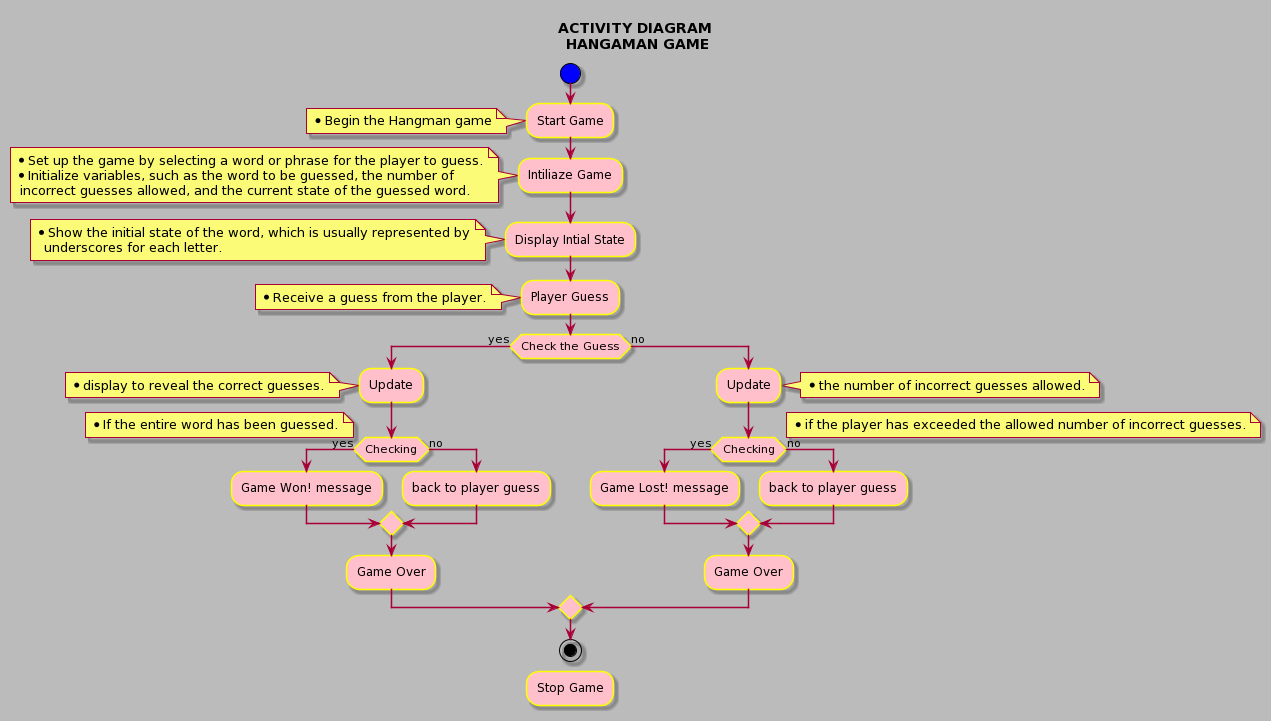 ACTIVITY DIAGRAM
HANGAMAN GAME
• Begin the Hangman game
Start Game
• Set up the game by selecting a word or phrase for the player to guess.
• Initialize variables, such as the word to be guessed, the number of
incorrect guesses allowed, and the current state of the guessed word.
Intiliaze Game
• Show the initial state of the word, which is usually represented by
underscores for each letter.
Display Intial State
• Receive a guess from the player.
Player Guess
yes
Check the Guess
no
• display to reveal the correct guesses.
Update
Update
• the number of incorrect guesses allowed.
• If the entire word has been guessed.
• if the player has exceeded the allowed number of incorrect guesses.
yes
Checking
no
yes
Checking
no
Game Won! message
back to player guess
Game Lost! message
back to player guess
Game Over
Game Over
Stop Game